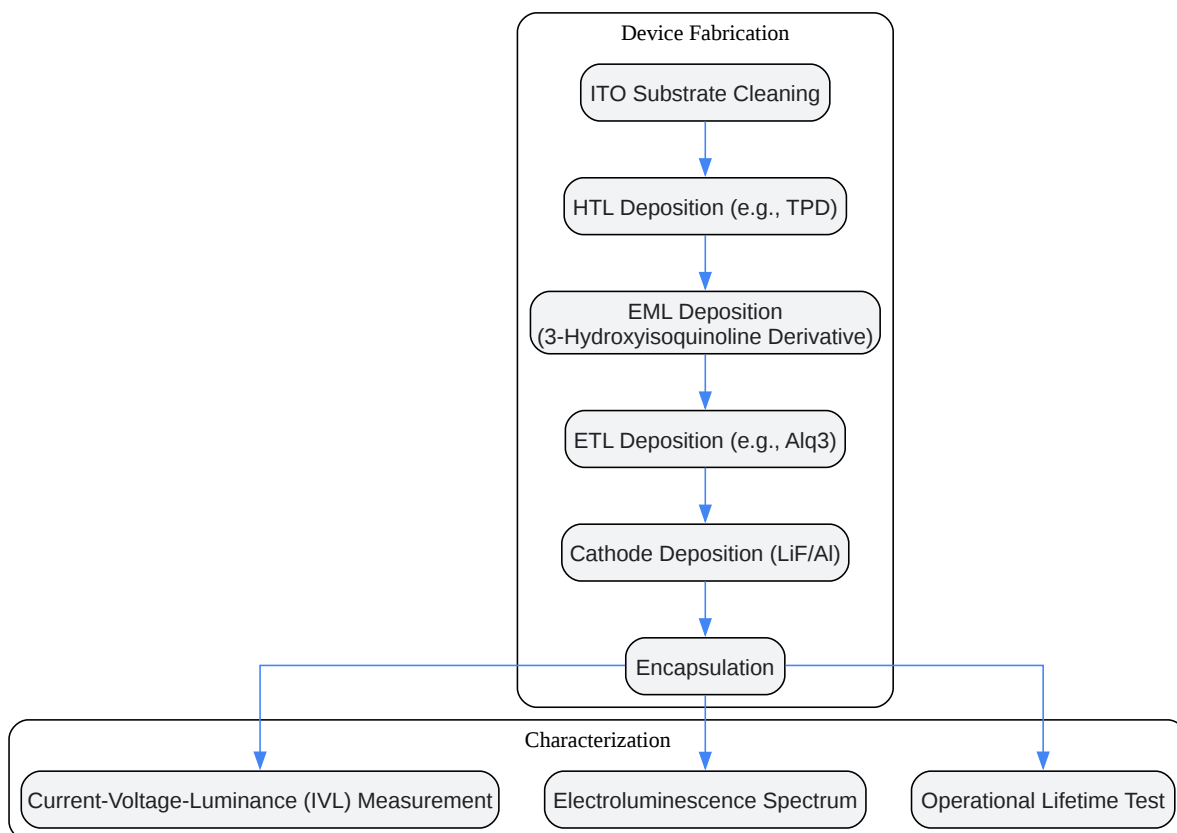 Device Fabrication
ITO Substrate Cleaning
HTL Deposition (e.g., TPD)
EML Deposition
(3-Hydroxyisoquinoline Derivative)
ETL Deposition (e.g., Alq3)
Cathode Deposition (LiF/Al)
Encapsulation
Characterization
Current-Voltage-Luminance (IVL) Measurement
Electroluminescence Spectrum
Operational Lifetime Test